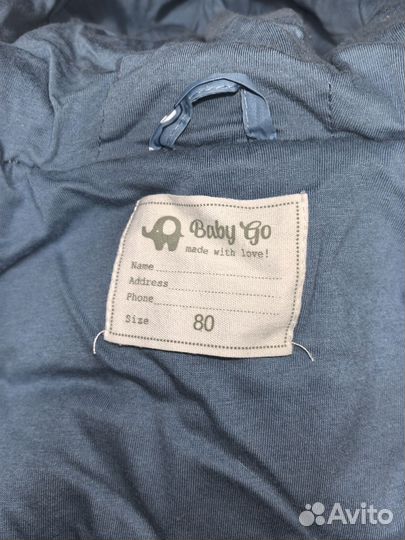 Baby Go
made with love!
Name
Address
Phone
Size 80
Avito